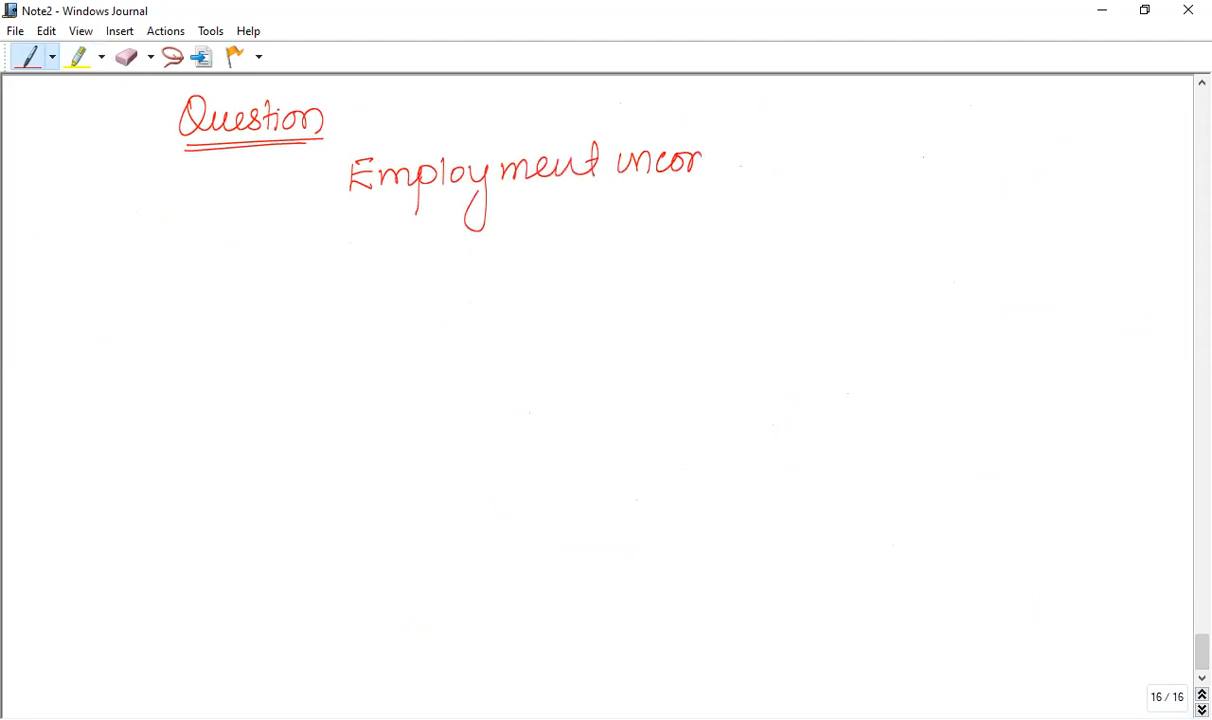 Note2 - Windows Journal
File Edit View Insert Actions Tools Help
Question
Employment incor
16 / 16